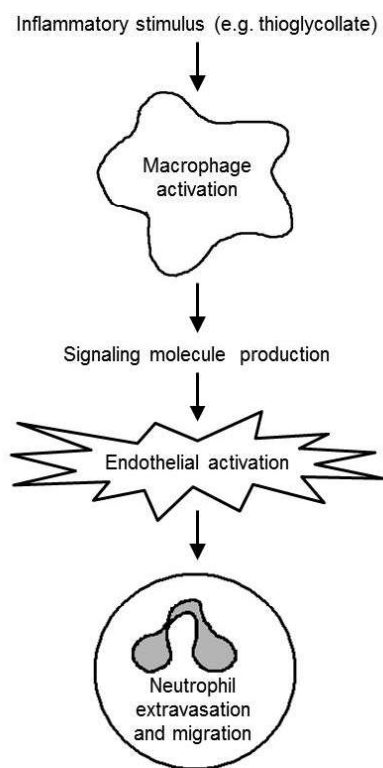 Inflammatory stimulus (e.g. thioglycollate)
Macrophage
activation
Signaling molecule production
Endothelial activation
Neutrophil
extravasation
and migration